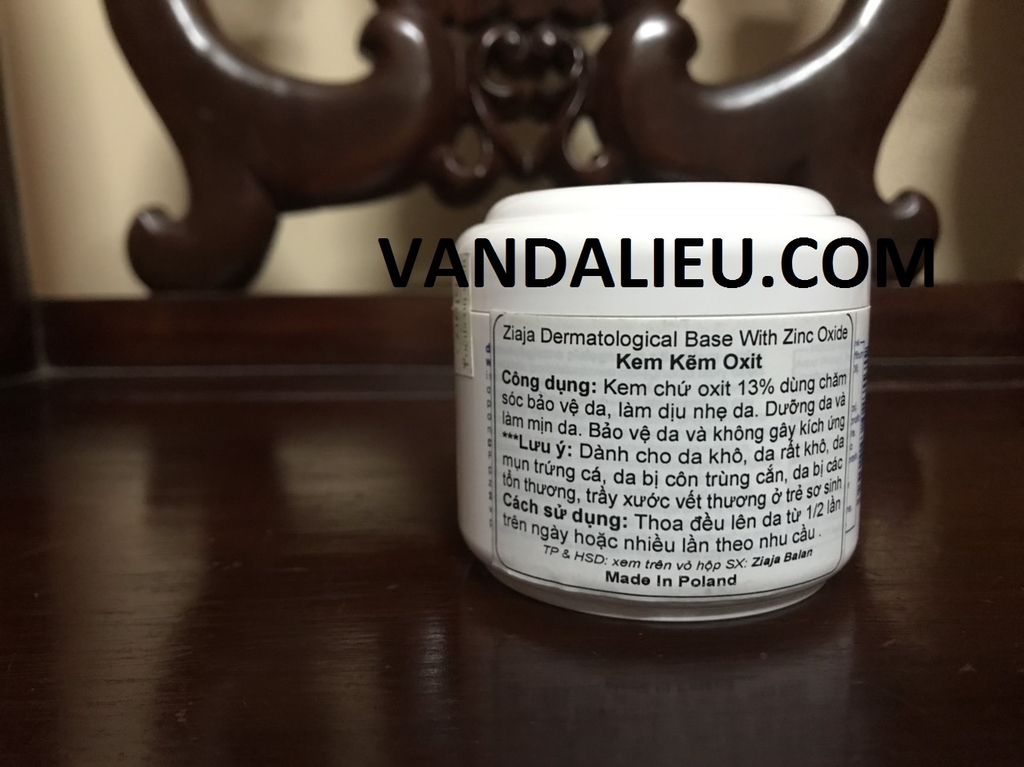 VANDALIEU.COM
Ziaja Dermatological Base With Zinc Oxide
Kem Kẽm Oxit
Công dụng: Kem chứ oxit 13% dùng chăm
sóc bảo vệ da, làm dịu nhẹ da. Dưỡng da và
làm mịn da. Bảo vệ da và không gây kích ứng
***Lưu ý: Dành cho da khô, da rất khô, da
mụn trứng cá, da bị côn trùng cắn, da bị các
tổn thương, trầy xước vết thương ở trẻ sơ sinh
Cách sử dụng: Thoa đều lên da từ 1/2 lần
trên ngày hoặc nhiều lần theo nhu cầu .
TP & HSD: xem trên vỏ hộp SX: Ziaja Balan
Made In Poland